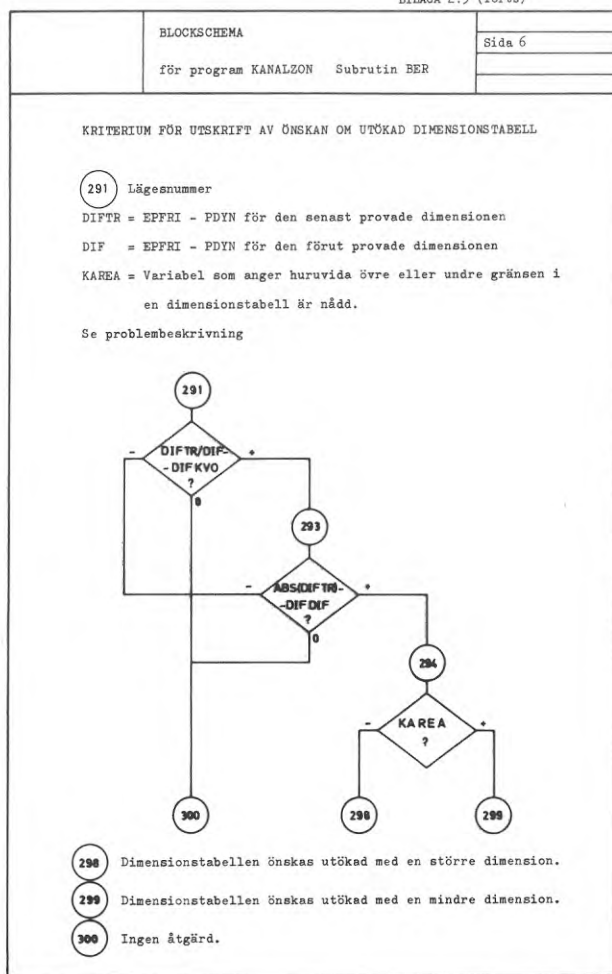 BLOCKSCHEMA
Sida 6
för program KANALZON Subrutin BER
KRITERIUM FÖR UTSKRIFT AV ÖNSKAN OM UTÖKAD DIMENSIONSTABELL
291 Lägesnummer
DIFTR = EPFRI - PDYN för den senast provade dimensionen
DIF = EPFRI - PDYN för den förut provade dimensionen
KAREA = Variabel som anger huruvida övre eller undre gränsen i
en dimensionstabell är nådd.
Se problembeskrivning
291
- DIFTR/DIF- +
-DIFKVO
?
0
293
- ABS(DIFTR)- +
-DIFDIF
?
0
294
- KAREA +
?
300 298 299
298 Dimensionstabellen önskas utökad med en större dimension.
299 Dimensionstabellen önskas utökad med en mindre dimension.
300 Ingen åtgärd.